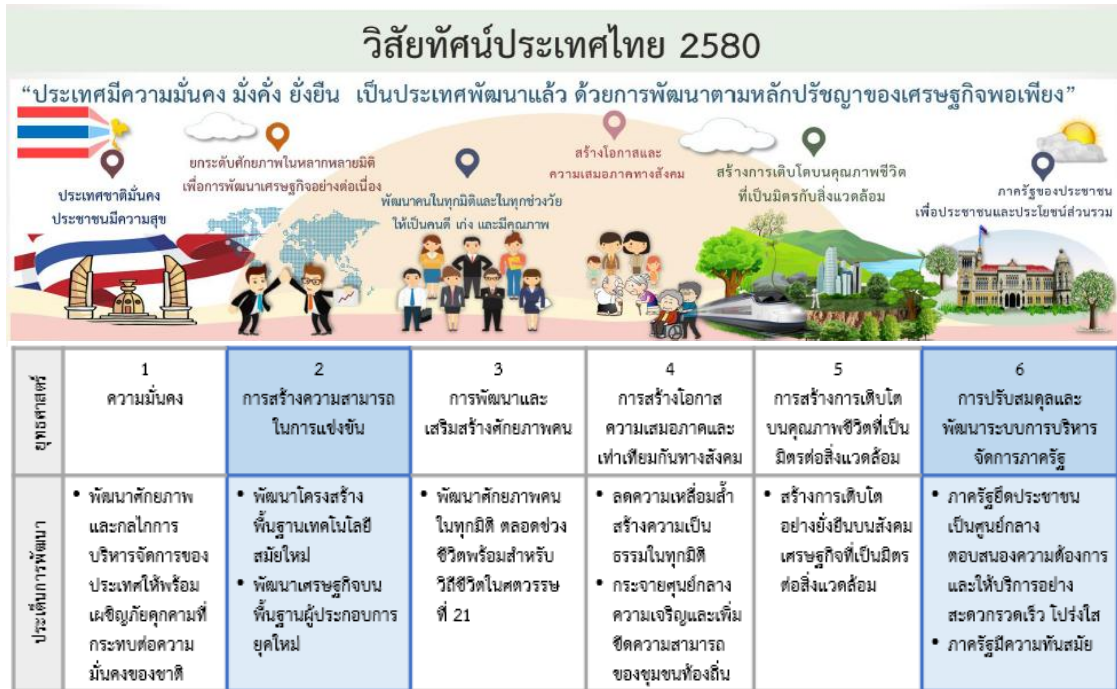 วิสัยทัศน์ประเทศไทย 2580
“ประเทศมีความมั่นคง มั่งคั่ง ยั่งยืน เป็นประเทศพัฒนาแล้ว ด้วยการพัฒนาตามหลักปรัชญาของเศรษฐกิจพอเพียง”
ประเทศชาติมั่นคง
ประชาชนมีความสุข
ยกระดับศักยภาพในหลากหลายมิติ
เพื่อการพัฒนาเศรษฐกิจอย่างต่อเนื่อง
พัฒนาคนในทุกมิติและในทุกช่วงวัย
ให้เป็นคนดี เก่ง และมีคุณภาพ
สร้างโอกาสและ
ความเสมอภาคทางสังคม
สร้างการเติบโตบนคุณภาพชีวิต
ที่เป็นมิตรกับสิ่งแวดล้อม
ภาครัฐของประชาชน
เพื่อประชาชนและประโยชน์ส่วนรวม
ยุทธศาสตร์
1
ความมั่นคง
2
การสร้างความสามารถ
ในการแข่งขัน
3
การพัฒนาและ
เสริมสร้างศักยภาพคน
4
การสร้างโอกาส
ความเสมอภาคและ
เท่าเทียมกันทางสังคม
5
การสร้างการเติบโต
บนคุณภาพชีวิตที่เป็น
มิตรต่อสิ่งแวดล้อม
6
การปรับสมดุลและ
พัฒนาระบบการบริหาร
จัดการภาครัฐ
ประเด็นการพัฒนา
• พัฒนาศักยภาพ
และกลไกการ
บริหารจัดการของ
ประเทศให้พร้อม
เผชิญภัยคุกคามที่
กระทบต่อความ
มั่นคงของชาติ
• พัฒนาโครงสร้าง
พื้นฐานเทคโนโลยี
สมัยใหม่
• พัฒนาเศรษฐกิจบน
พื้นฐานผู้ประกอบการ
ยุคใหม่
• พัฒนาศักยภาพคน
ในทุกมิติ ตลอดช่วง
ชีวิตพร้อมสำหรับ
วิถีชีวิตในศตวรรษ
ที่ 21
• ลดความเหลื่อมล้ำ
สร้างความเป็น
ธรรมในทุกมิติ
• กระจายศูนย์กลาง
ความเจริญและเพิ่ม
ขีดความสามารถ
ของชุมชนท้องถิ่น
• สร้างการเติบโต
อย่างยั่งยืนบนสังคม
เศรษฐกิจที่เป็นมิตร
ต่อสิ่งแวดล้อม
• ภาครัฐยึดประชาชน
เป็นศูนย์กลาง
ตอบสนองความต้องการ
และให้บริการอย่าง
สะดวกรวดเร็ว โปร่งใส
• ภาครัฐมีความทันสมัย